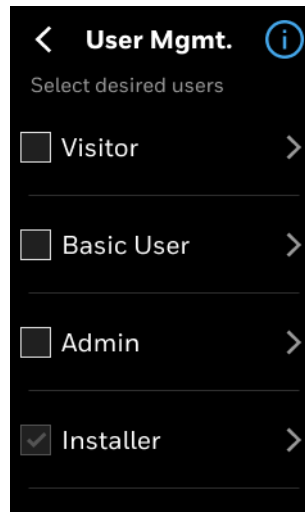 User Mgmt.
Select desired users
Visitor
Basic User
Admin
Installer